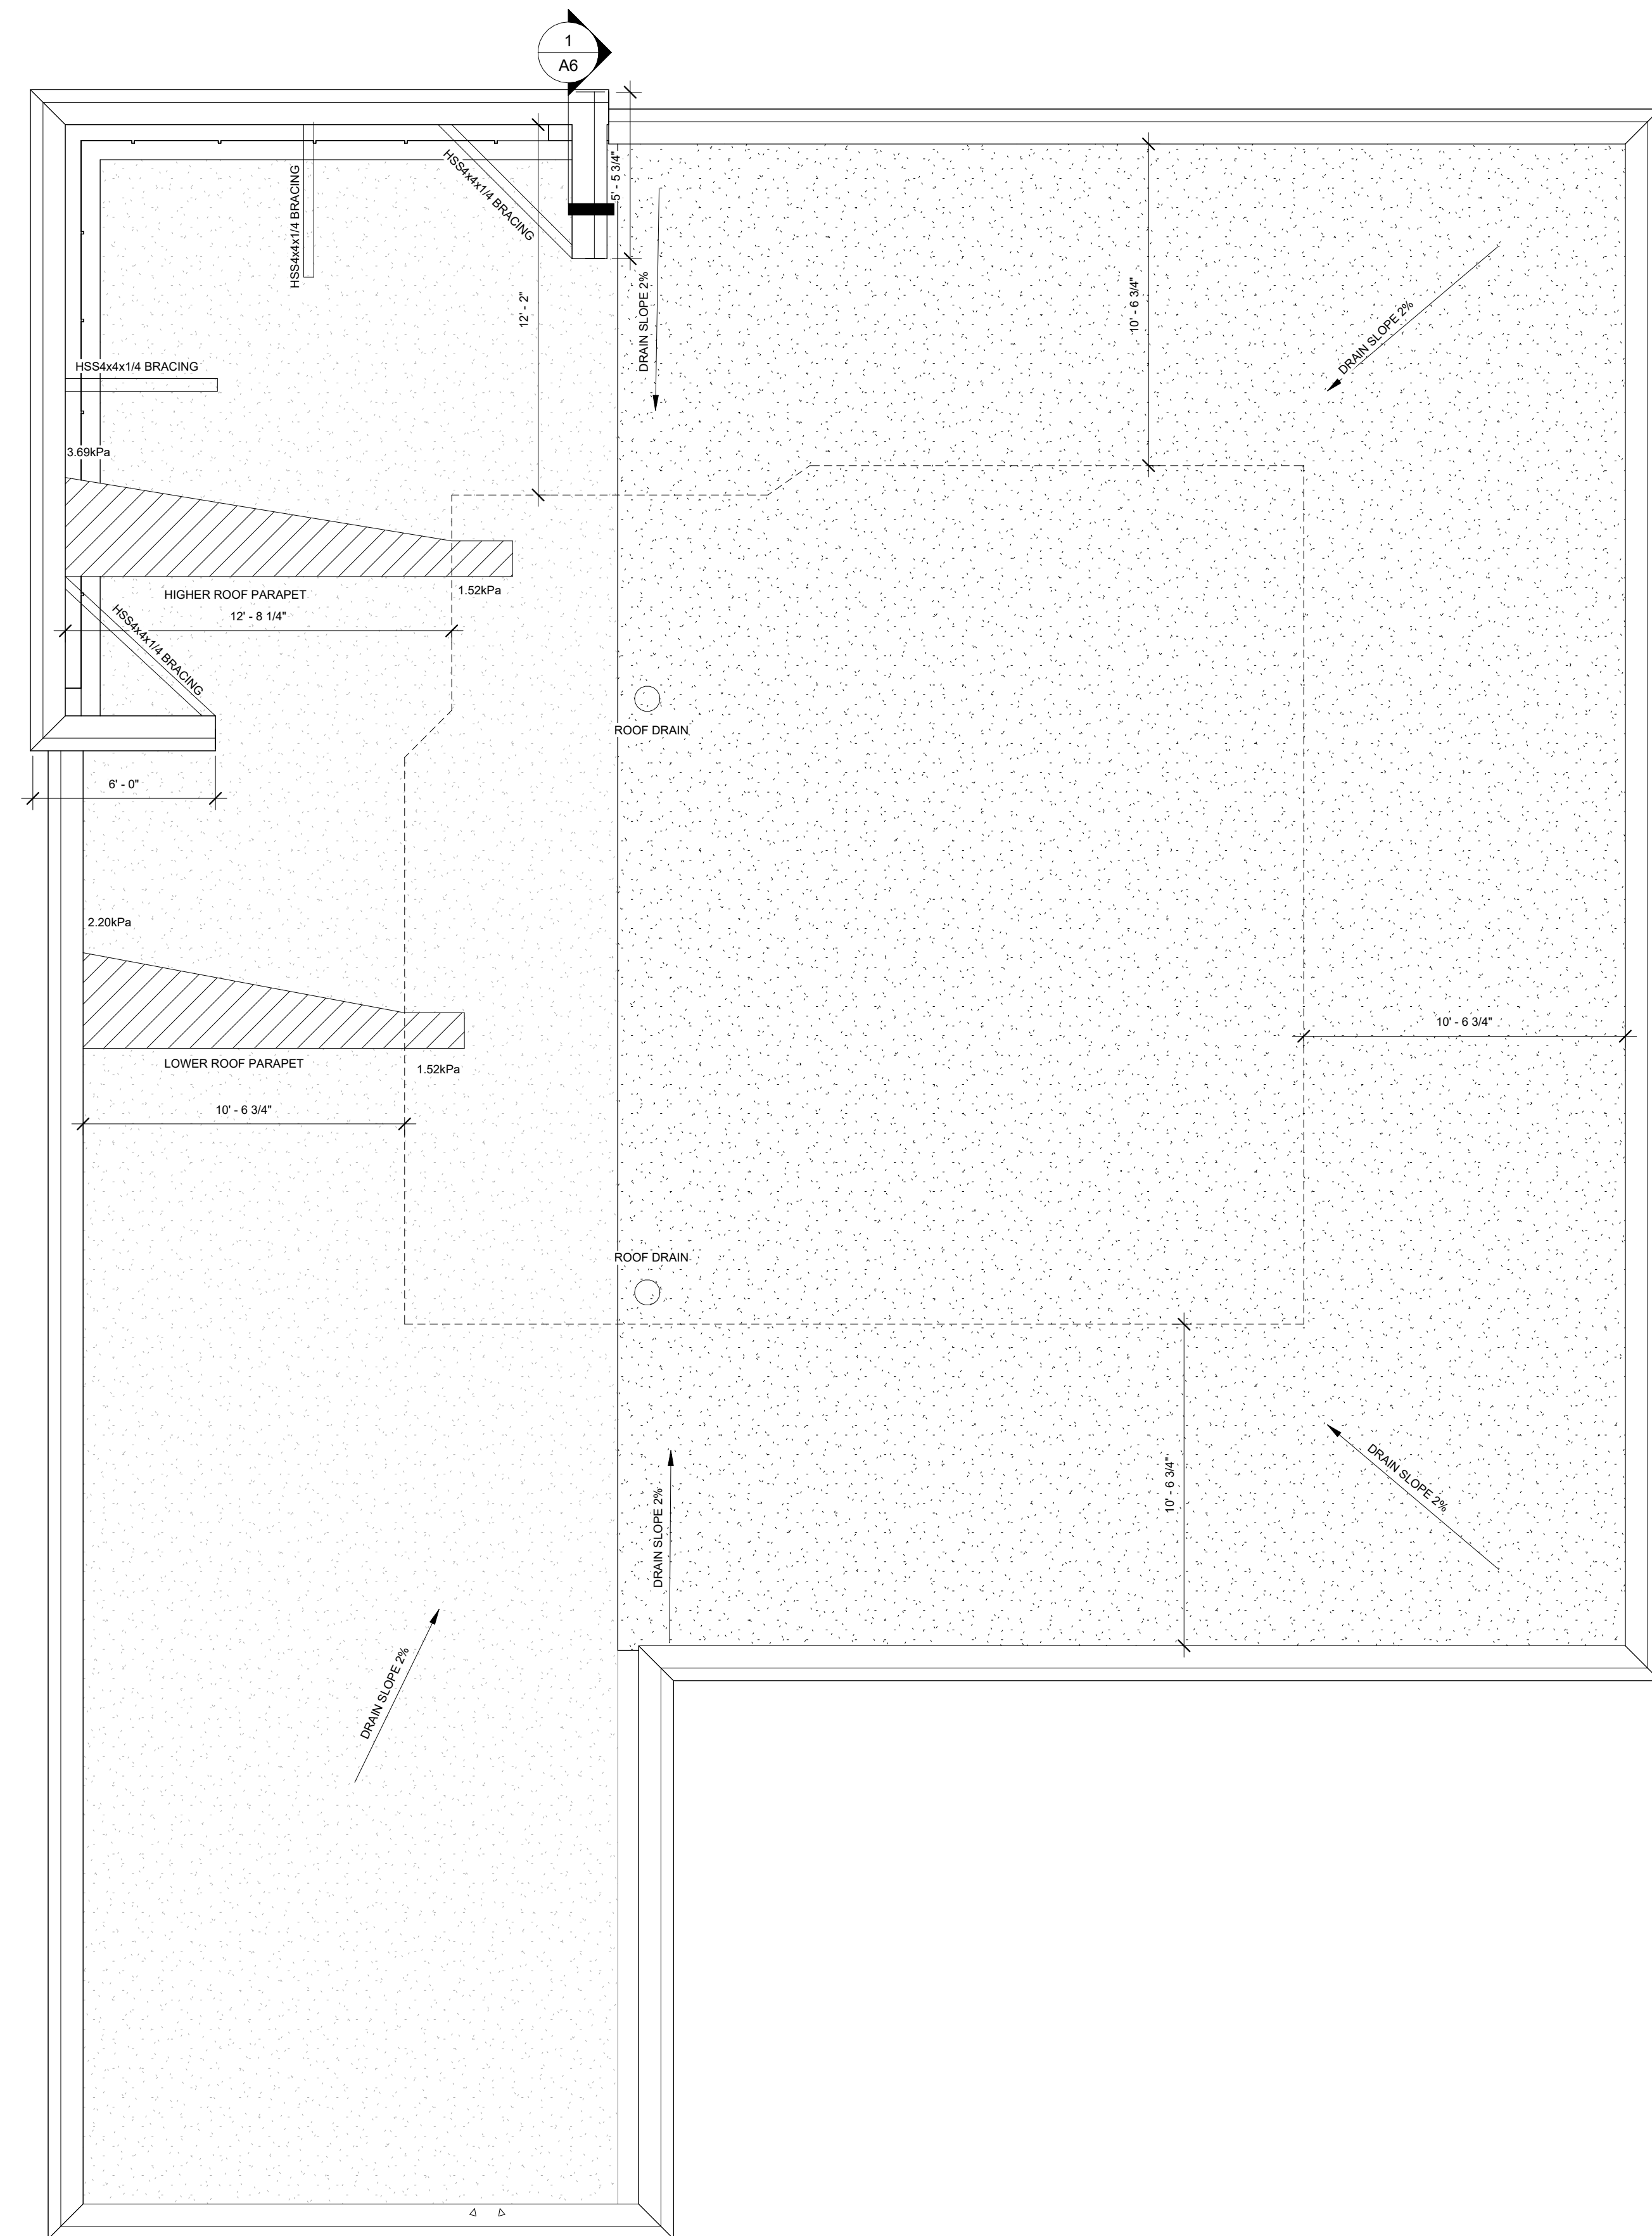 1
A6
5' - 5 3/4"
HSS4x4x1/4 BRACING
HSS4x4x1/4 BRACING
12' - 2"
DRAIN SLOPE 2%
10' - 6 3/4"
DRAIN SLOPE 2%
HSS4x4x1/4 BRACING
3.69kPa
1.52kPa
HIGHER ROOF PARAPET
12' - 8 1/4"
HSS4x4x1/4 BRACING
ROOF DRAIN
6' - 0"
2.20kPa
10' - 6 3/4"
LOWER ROOF PARAPET
1.52kPa
10' - 6 3/4"
ROOF DRAIN
10' - 6 3/4"
DRAIN SLOPE 2%
DRAIN SLOPE 2%
DRAIN SLOPE 2%